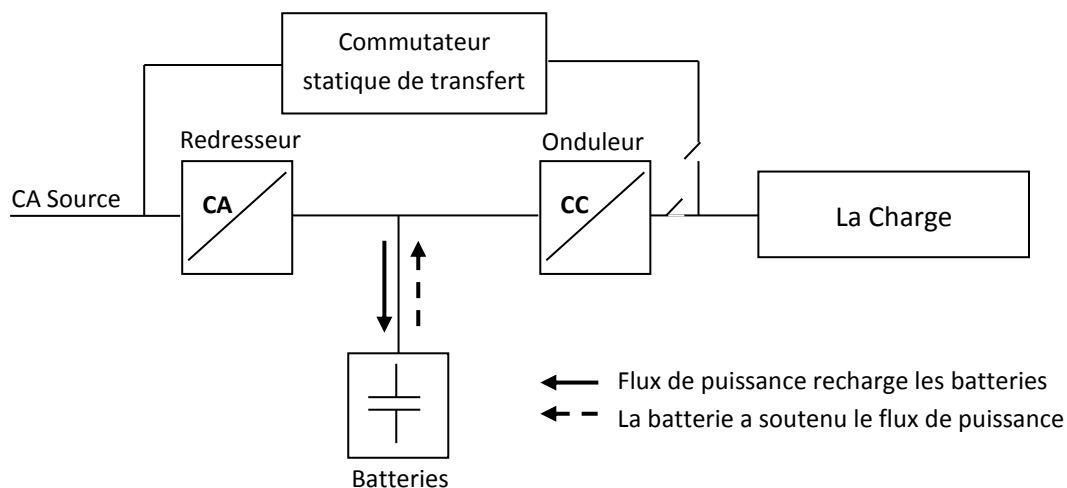 Commutateur
statique de transfert
Redresseur
Onduleur
CA Source
CA
CC
La Charge
Flux de puissance recharge les batteries
La batterie a soutenu le flux de puissance
Batteries